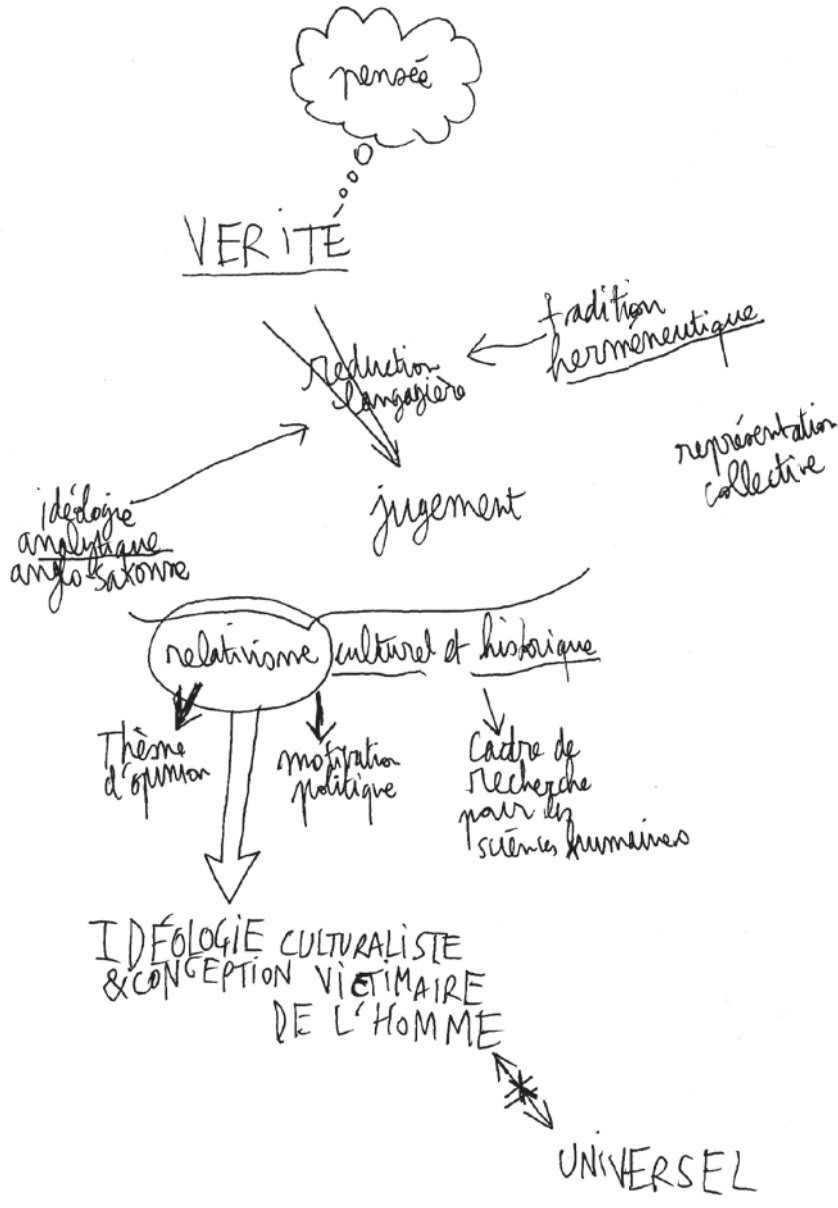 pensée
VERITÉ
tradition
herméneutique
réduction
langagière
représentation
collective
idéologie
analytique
anglo-saxonne
jugement
relativisme culturel et historique
Thème
d'opinion
motivation
politique
Cadre de
recherche
pour les
sciences humaines
IDÉOLOGIE CULTURALISTE
& CONCEPTION VICTIMAIRE
DE L'HOMME
UNIVERSEL